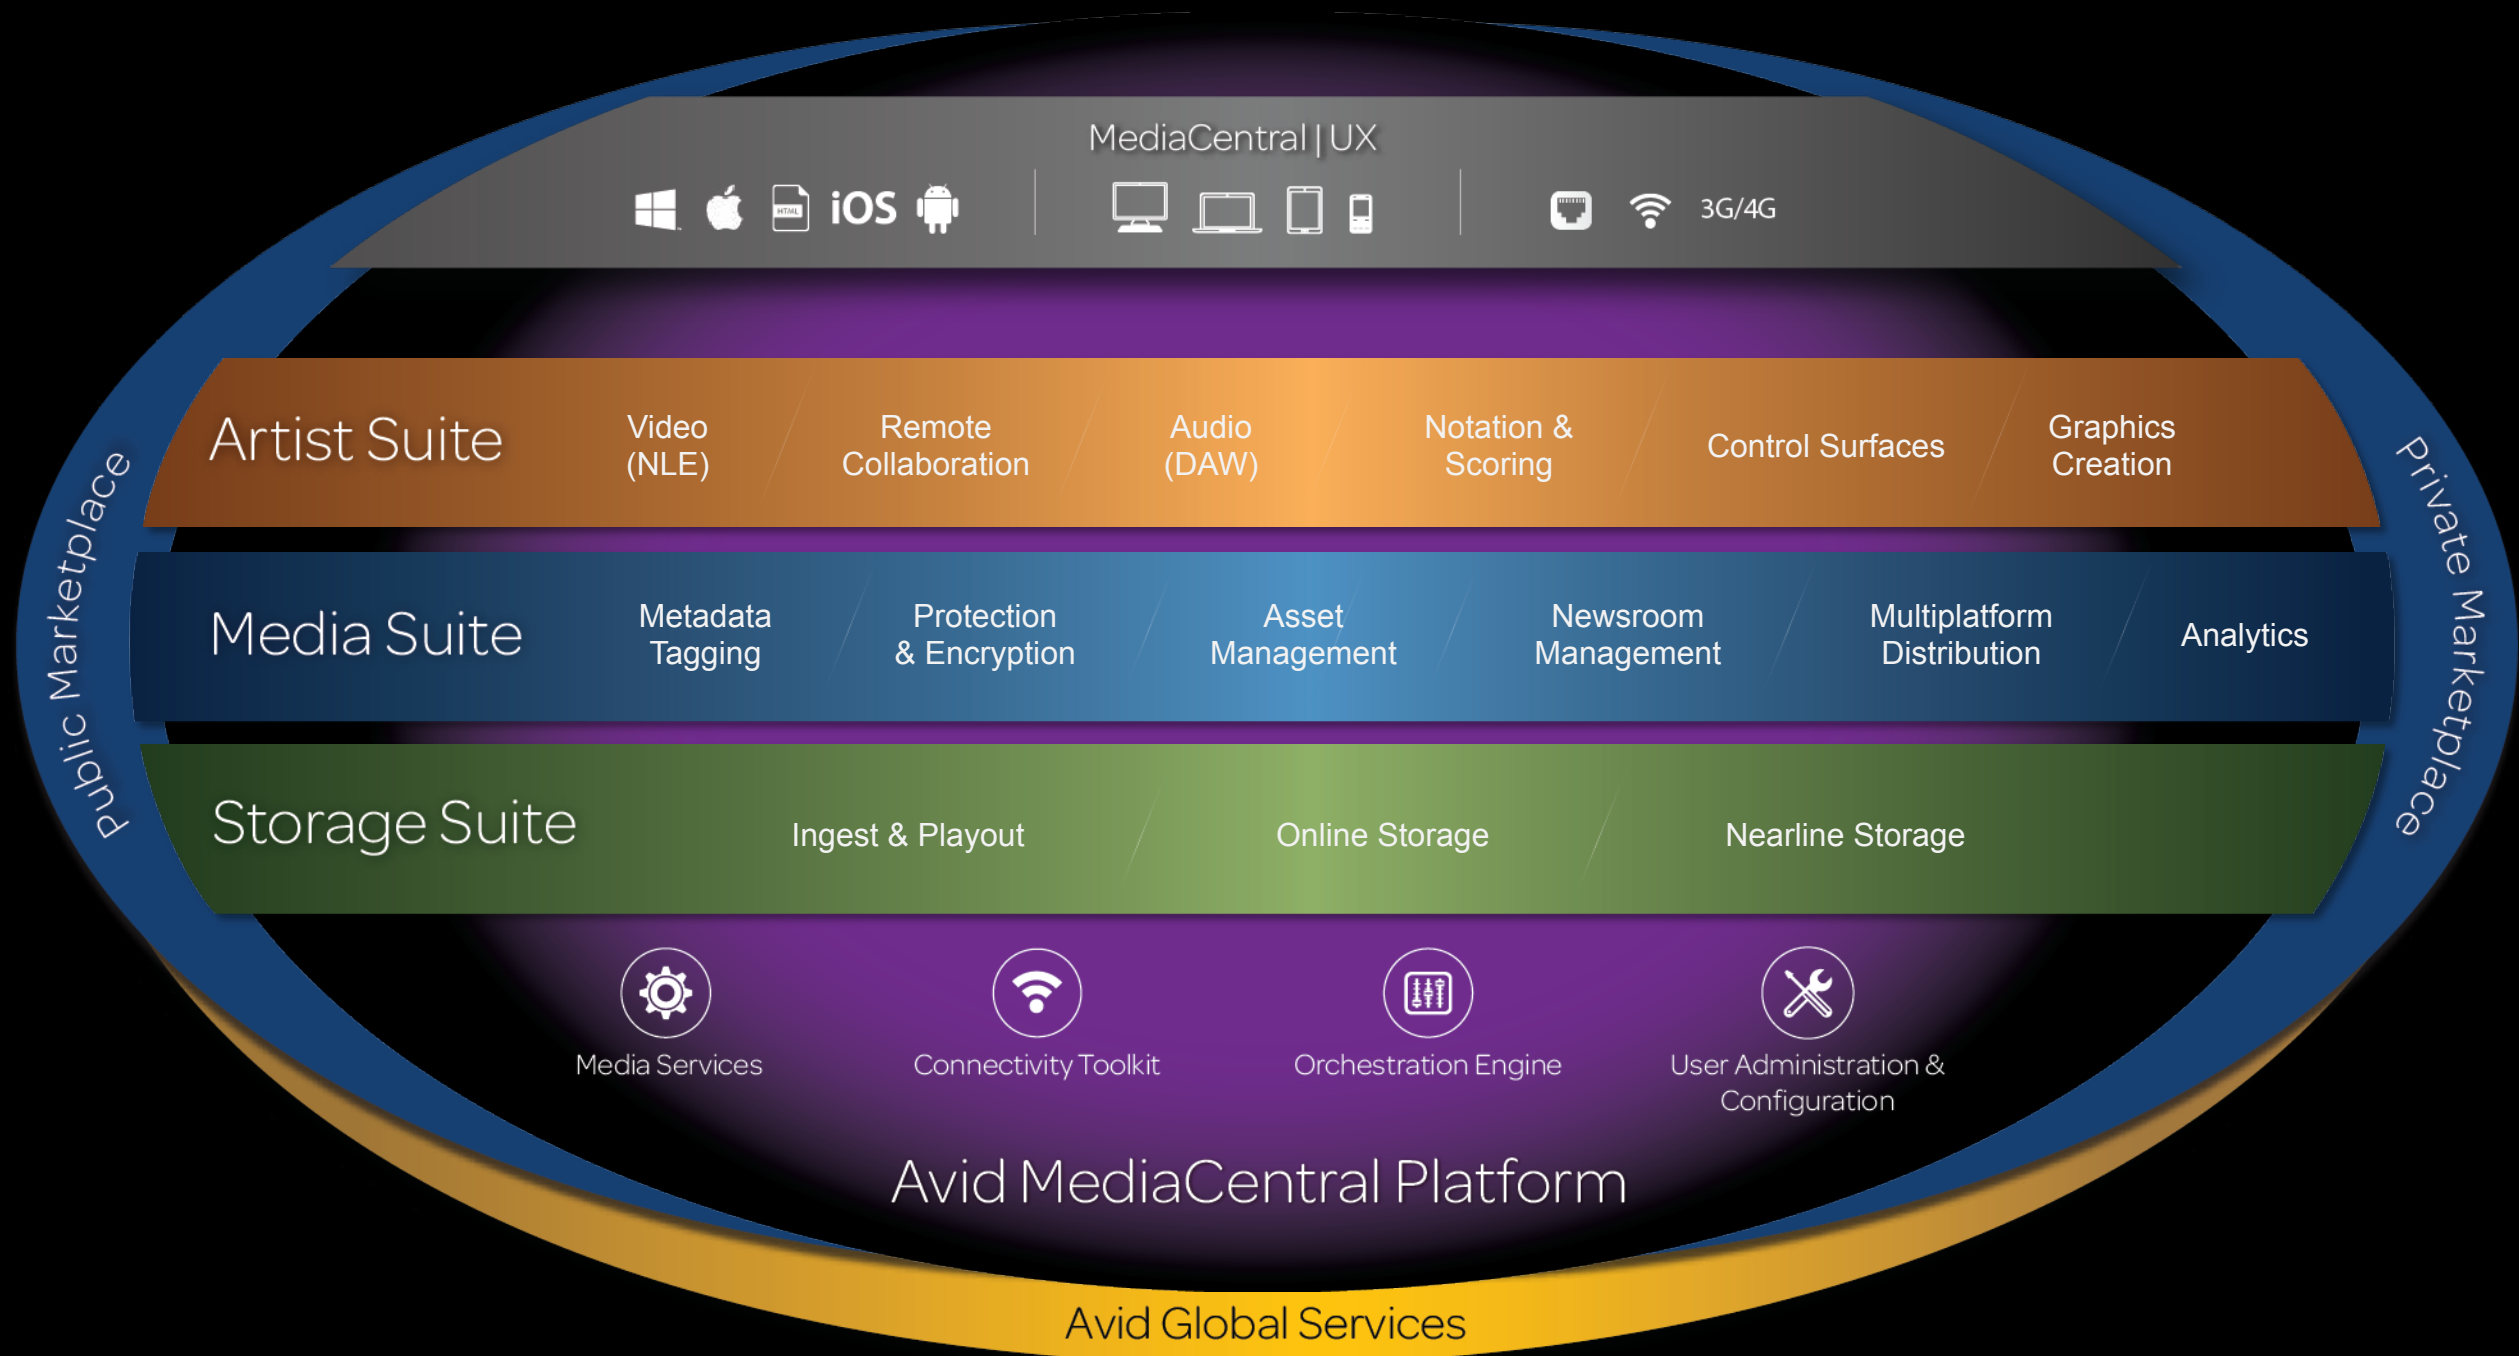 MediaCentral | UX
HTML
iOS
3G/4G
Artist Suite
Video
(NLE)
Remote
Collaboration
Audio
(DAW)
Notation &
Scoring
Control Surfaces
Graphics
Creation
Public Marketplace
Private Marketplace
Media Suite
Metadata
Tagging
Protection
& Encryption
Asset
Management
Newsroom
Management
Multiplatform
Distribution
Analytics
Storage Suite
Ingest & Playout
Online Storage
Nearline Storage
Media Services
Connectivity Toolkit
Orchestration Engine
User Administration &
Configuration
Avid MediaCentral Platform
Avid Global Services